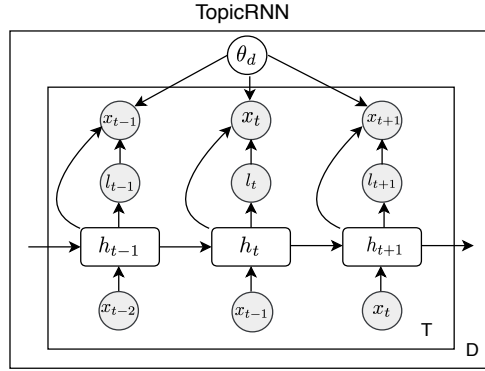 TopicRNN
θ_d
x_{t−1} x_t x_{t+1}
l_{t−1} l_t l_{t+1}
h_{t−1} h_t h_{t+1}
x_{t−2} x_{t−1} x_t
T
D